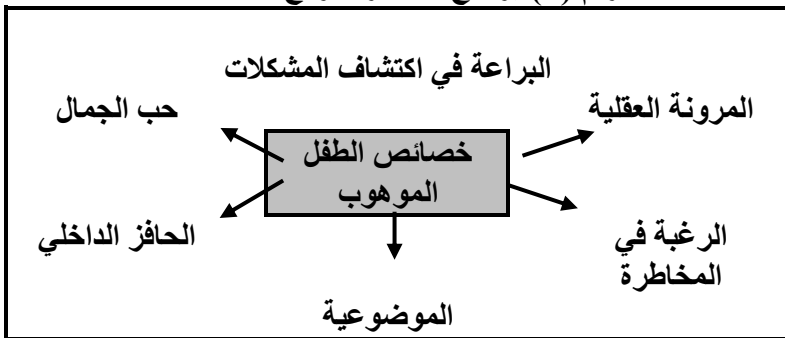 البراعة في اكتشاف المشكلات
المرونة العقلية
حب الجمال
خصائص الطفل
الموهوب
الرغبة في
المخاطرة
الحافز الداخلي
الموضوعية